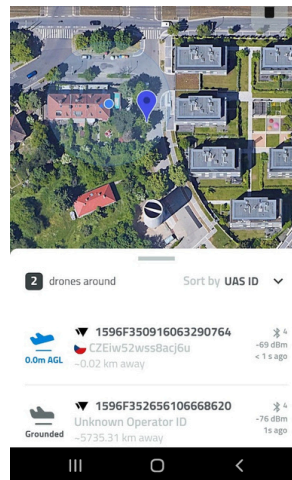 2 drones around Sort by UAS ID
1596F350916063290764 4
CZEiw52wss8acj6u -69 dBm
0.0m AGL ~0.02 km away < 1 s ago
1596F352656106668620 4
Unknown Operator ID -76 dBm
Grounded ~5735.31 km away 1s ago